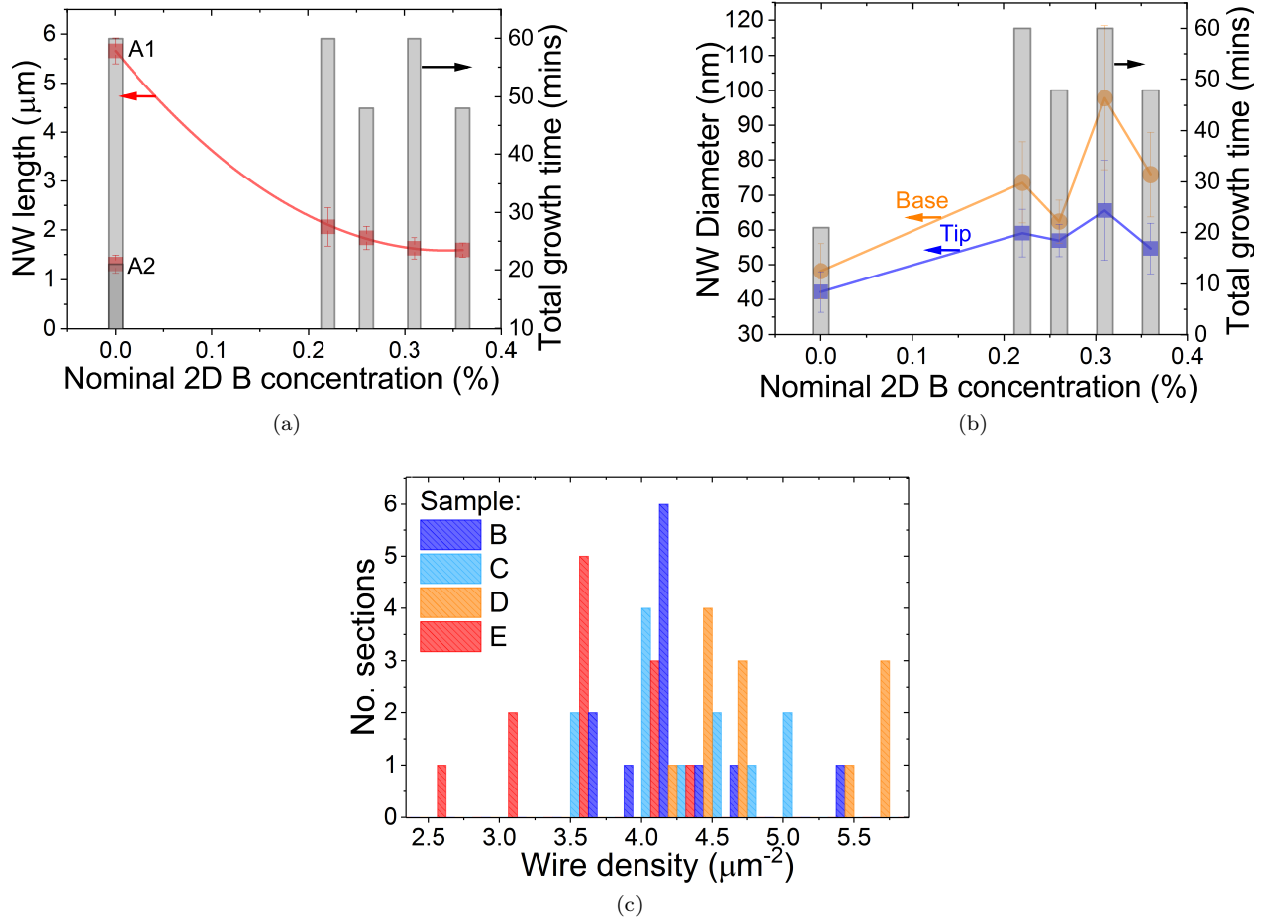 NW length (μm)
6
5
4
3
2
1
0
A1
A2
60
50
40
30
20
10
Total growth time (mins)
0.0 0.1 0.2 0.3 0.4
Nominal 2D B concentration (%)
(a)
NW Diameter (nm)
120
110
100
90
80
70
60
50
40
30
Base
Tip
60
50
40
30
20
10
0
Total growth time (mins)
0.0 0.1 0.2 0.3 0.4
Nominal 2D B concentration (%)
(b)
No. sections
6
5
4
3
2
1
0
Sample:
B
C
D
E
2.5 3.0 3.5 4.0 4.5 5.0 5.5
Wire density (μm-2)
(c)